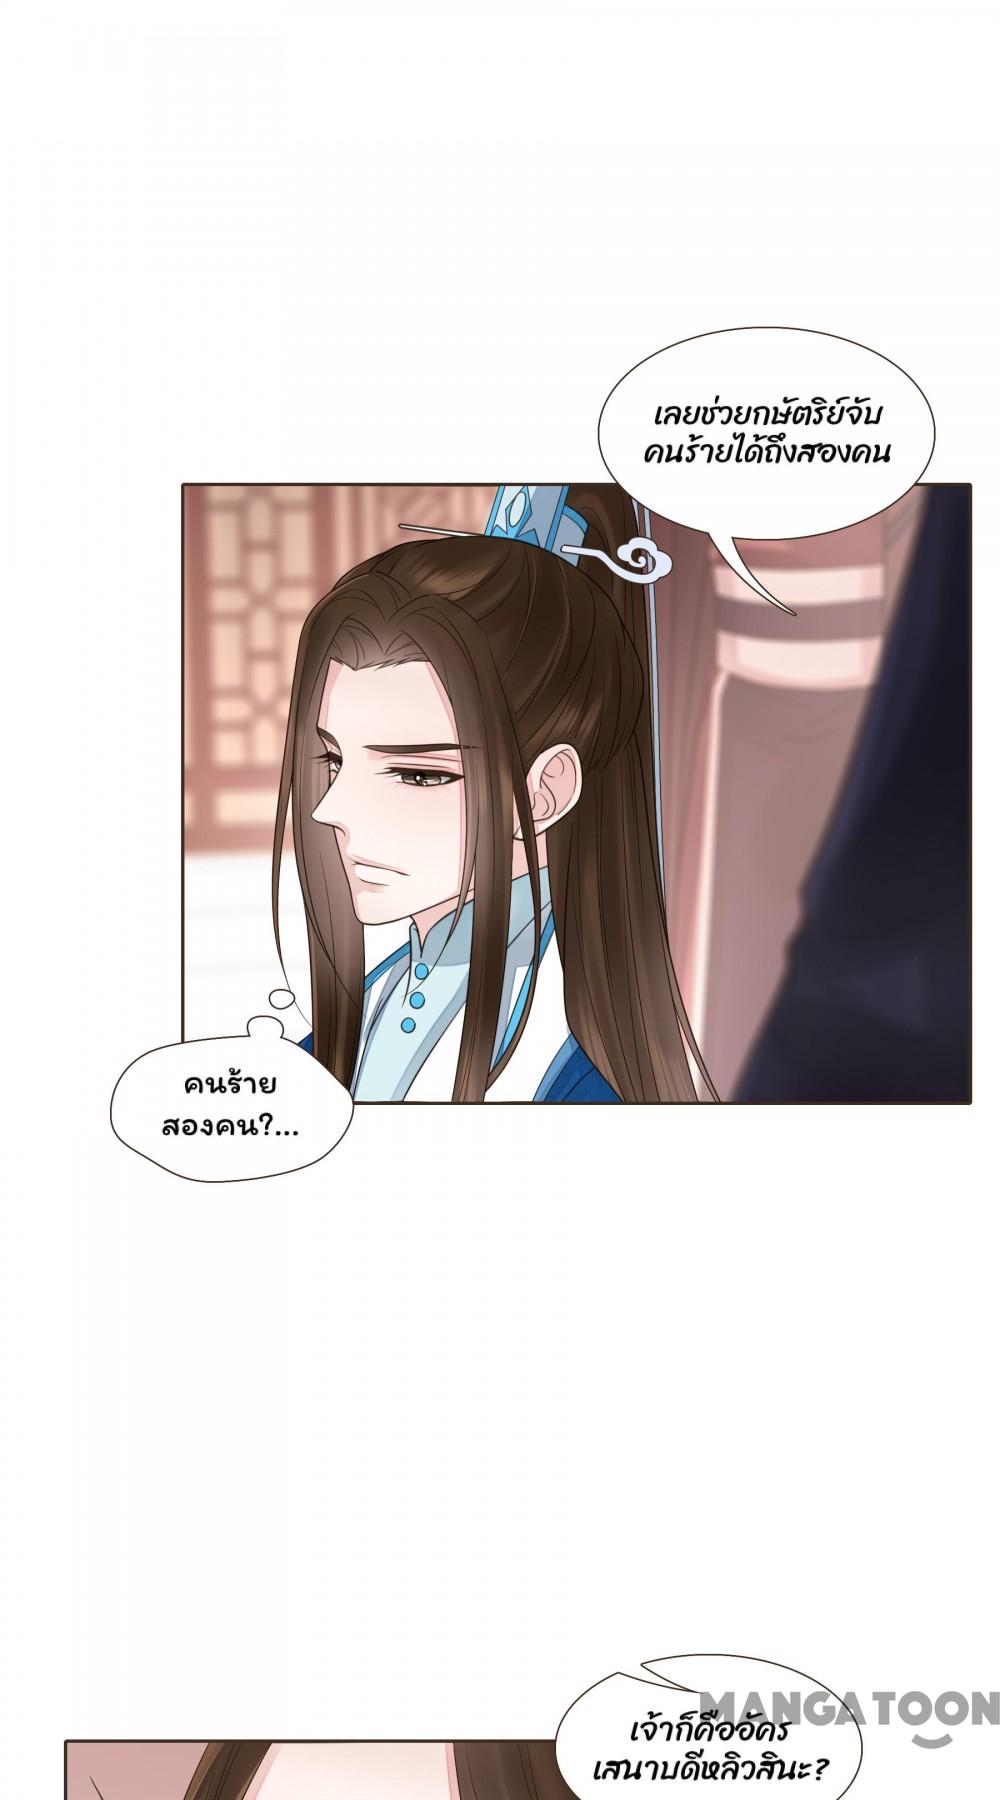 เลยช่วยกษัตริย์จับ
คนร้ายได้ถึงสองคน
คนร้าย
สองคน?...
MANGATOON
เจ้าก็คืออัคร
เสนาบดีหลิวสินะ?